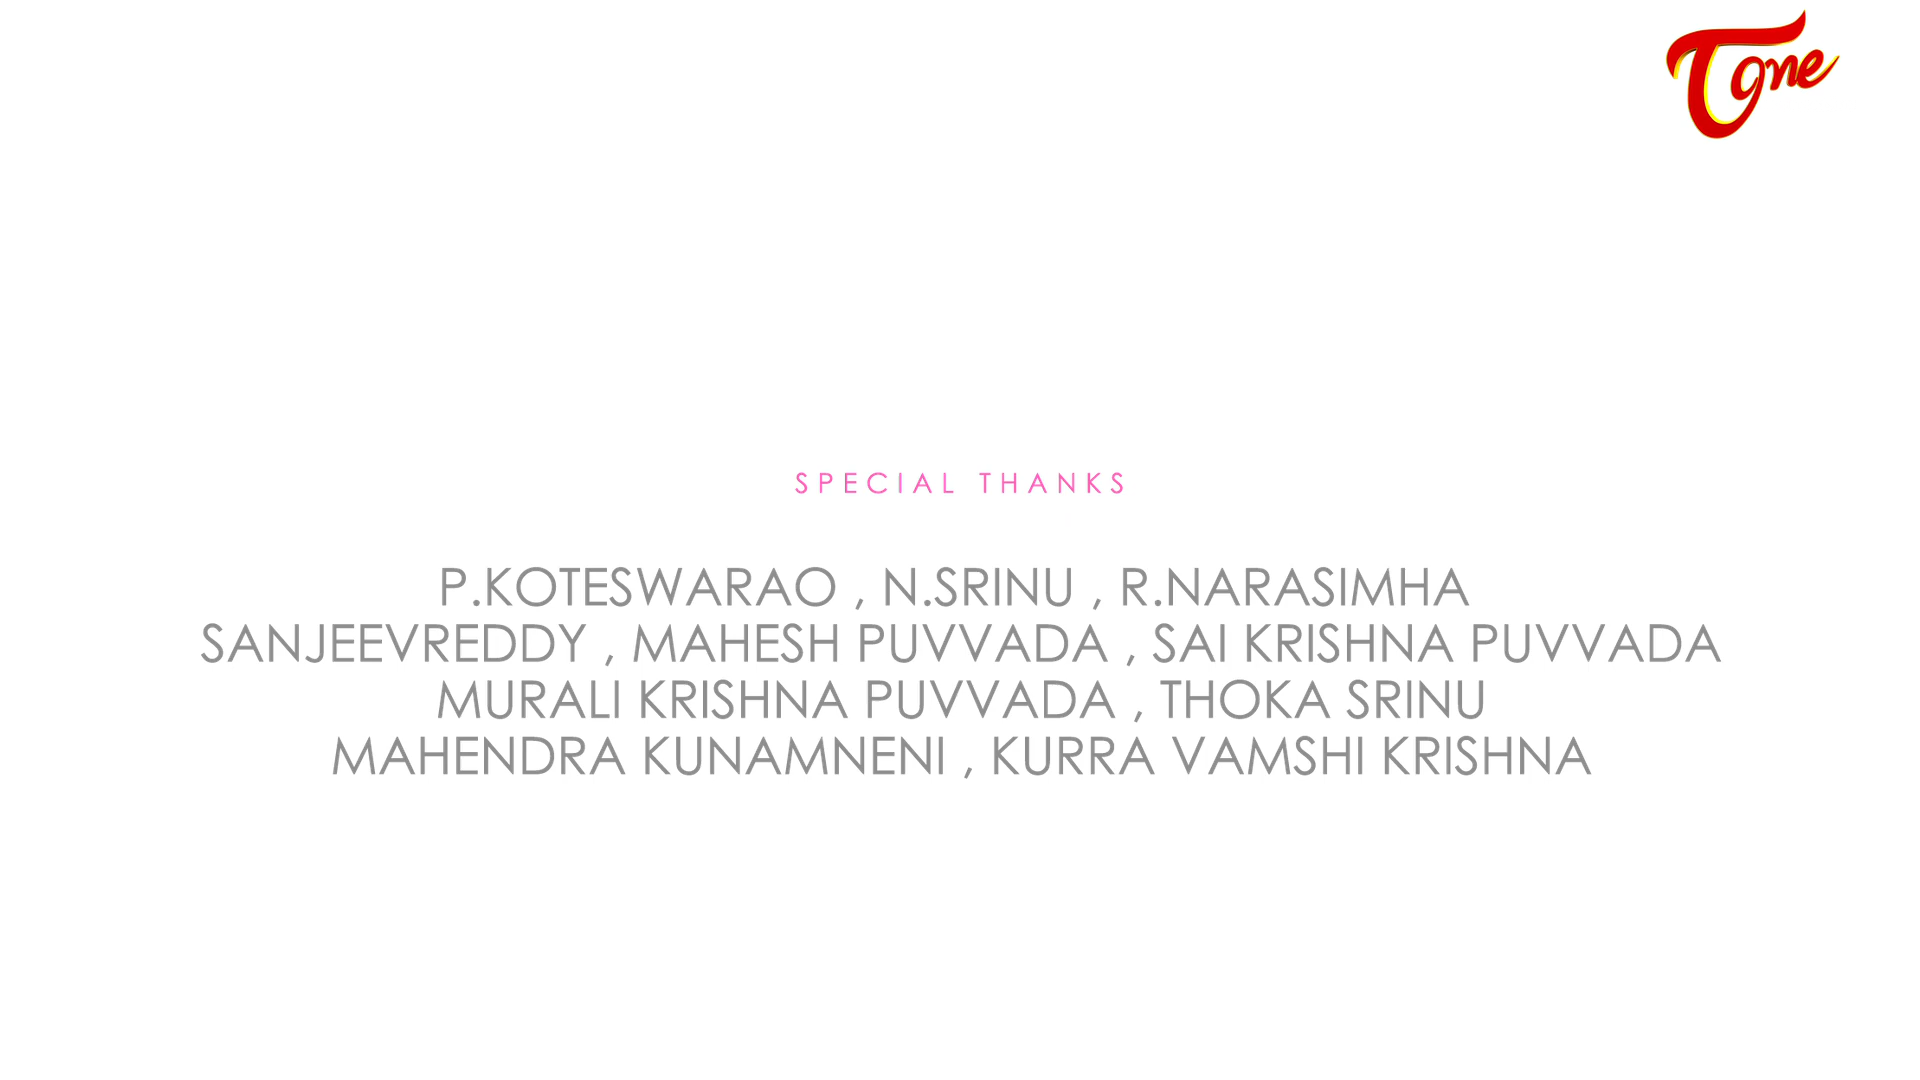 Tone
SPECIAL THANKS
P.KOTESWARAO , N.SRINU , R.NARASIMHA
SANJEEVREDDY , MAHESH PUVVADA , SAI KRISHNA PUVVADA
MURALI KRISHNA PUVVADA , THOKA SRINU
MAHENDRA KUNAMNENI , KURRA VAMSHI KRISHNA